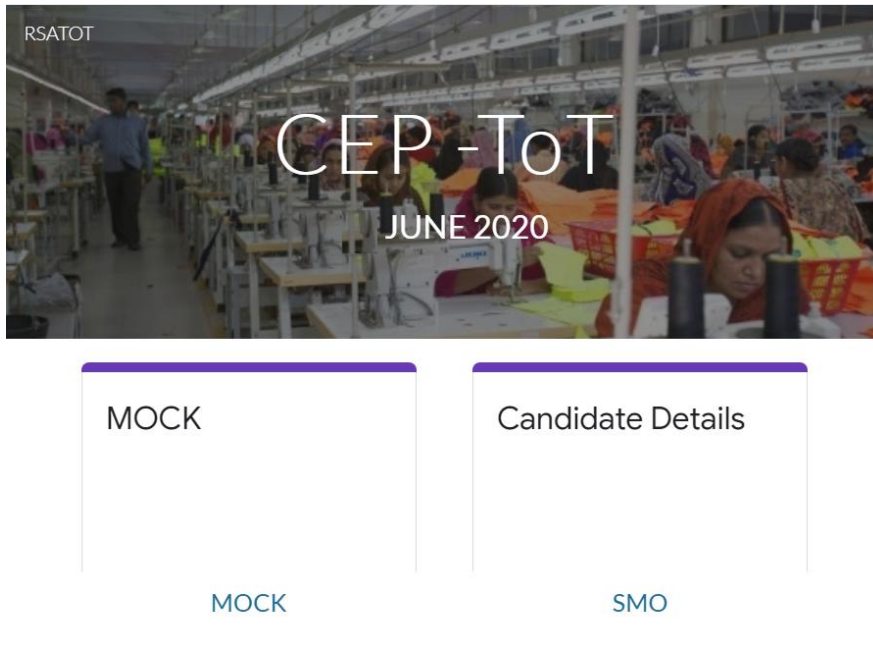 RSATOT
CEP -ToT
JUNE 2020
MOCK
Candidate Details
MOCK
SMO